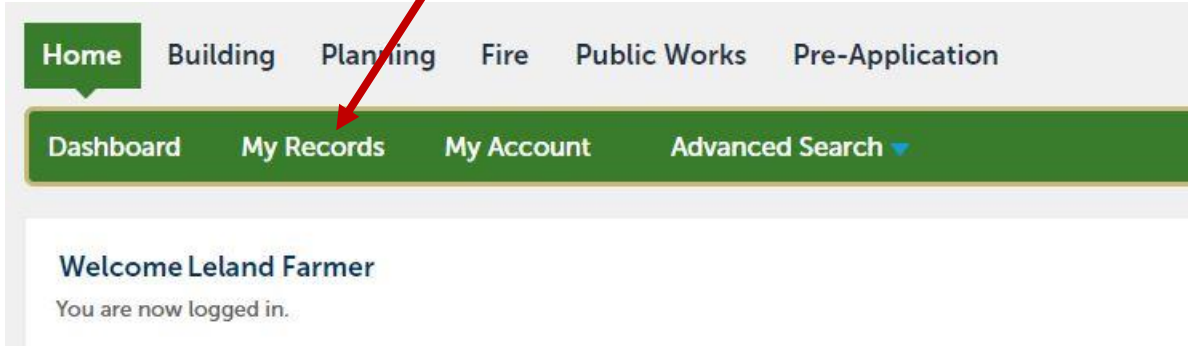 Home Building Planning Fire Public Works Pre-Application
Dashboard My Records My Account Advanced Search
Welcome Leland Farmer
You are now logged in.